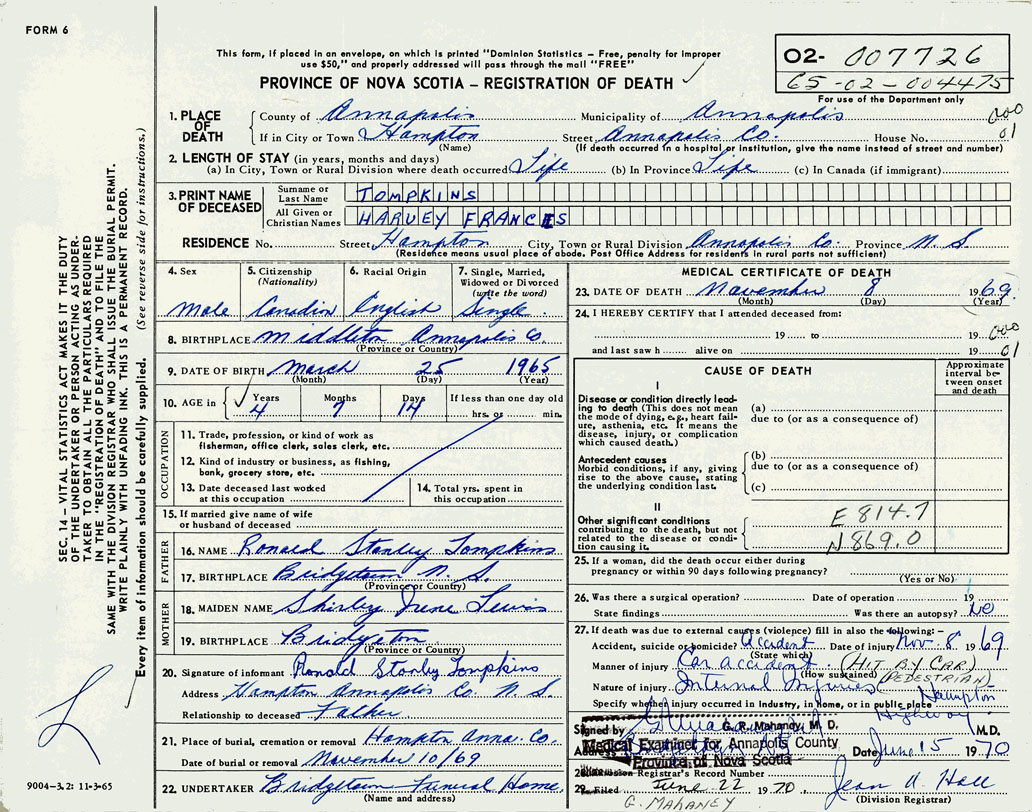 FORM 6
This form, if placed in an envelope, on which is printed "Dominion Statistics – Free, penalty for improper
use $50," and properly addressed will pass through the mail "FREE"
PROVINCE OF NOVA SCOTIA – REGISTRATION OF DEATH ✓
O2- 007726
65-02-004475
For use of the Department only
1. PLACE OF DEATH
County of Annapolis Municipality of Annapolis 000
If in City or Town Hampton Street Annapolis Co. House No. 01
(Name) (If death occurred in a hospital or institution, give the name instead of street and number)
2. LENGTH OF STAY (in years, months and days)
(a) In City, Town or Rural Division where death occurred Life (b) In Province Life (c) In Canada (if immigrant)
3. PRINT NAME OF DECEASED
Surname or Last Name TOMPKINS
All Given or Christian Names HARVEY FRANCIS
RESIDENCE No. Street Hampton City, Town or Rural Division Annapolis Co. Province N. S.
(Residence means usual place of abode. Post Office Address for residents in rural parts not sufficient)
4. Sex
Male
5. Citizenship
(Nationality)
Canadian
6. Racial Origin
English
7. Single, Married,
Widowed or Divorced
(write the word)
Single
8. BIRTHPLACE Middleton Annapolis Co
(Province or Country)
9. DATE OF BIRTH March 25 1965
(Month) (Day) (Year)
10. AGE in ✓ Years Months Days If less than one day old
4 7 14 hrs. or min.
OCCUPATION
11. Trade, profession, or kind of work as
fisherman, office clerk, sales clerk, etc.
12. Kind of industry or business, as fishing,
bank, grocery store, etc.
13. Date deceased last worked
at this occupation
14. Total yrs. spent in
this occupation
15. If married give name of wife
or husband of deceased
FATHER
16. NAME Ronald Stanley Tompkins
17. BIRTHPLACE Bridgetown N. S.
(Province or Country)
MOTHER
18. MAIDEN NAME Shirley June Lewis
19. BIRTHPLACE Bridgeton
(Province or Country)
20. Signature of informant Ronald Stanley Tompkins
Address Hampton Annapolis Co. N. S.
Relationship to deceased Father
21. Place of burial, cremation or removal Hampton Anna. Co.
Date of burial or removal November 10/69
22. UNDERTAKER Bridgetown Funeral Home
(Name and address)
MEDICAL CERTIFICATE OF DEATH
23. DATE OF DEATH November 8 1969
(Month) (Day) (Year)
24. I HEREBY CERTIFY that I attended deceased from:
19 to 19 000
and last saw h alive on 19 01
CAUSE OF DEATH
Approximate
interval be-
tween onset
and death
I
Disease or condition directly lead-
ing to death (This does not mean
the mode of dying, e.g., heart fail-
ure, asthenia, etc. It means the
disease, injury, or complication
which caused death.)
(a)
due to (or as a consequence of)
Antecedent causes
Morbid conditions, if any, giving
rise to the above cause, stating
the underlying condition last.
(b)
due to (or as a consequence of)
(c)
II
Other significant conditions
contributing to the death, but not
related to the disease or condi-
tion causing it.
E 814.7
N 869.0
25. If a woman, did the death occur either during
pregnancy or within 90 days following pregnancy?
(Yes or No)
26. Was there a surgical operation? Date of operation 19
State findings Was there an autopsy?
27. If death was due to external causes (violence) fill in also the following: –
Accident, suicide or homicide? Accident Date of injury Nov 8 1969
(State which)
Manner of injury Car accident. (HIT BY CAR)
(How sustained) (PEDESTRIAN)
Nature of injury Internal Injuries
Specify whether injury occurred in industry, in home, or in public place Hampton
Highway
Signed by G. R. Mahandy, M. D. M.D.
Address Medical Examiner for Annapolis County Date June 15 1970
Province of Nova Scotia
28. Division Registrar's Record Number
29. Filed June 22 1970 Jean A. Hall
G. MAHANEY (Division Registrar)
SEC. 14 – VITAL STATISTICS ACT MAKES IT THE DUTY
OF THE UNDERTAKER OR PERSON ACTING AS UNDER-
TAKER TO OBTAIN ALL THE PARTICULARS REQUIRED
IN THE "REGISTRATION OF DEATH" AND TO FILE THE
SAME WITH THE DIVISION REGISTRAR WHO SHALL ISSUE THE BURIAL PERMIT.
WRITE PLAINLY WITH UNFADING INK. THIS IS A PERMANENT RECORD.
Every item of information should be carefully supplied. (See reverse side for instructions.)
9004-3.2: 11-3-65